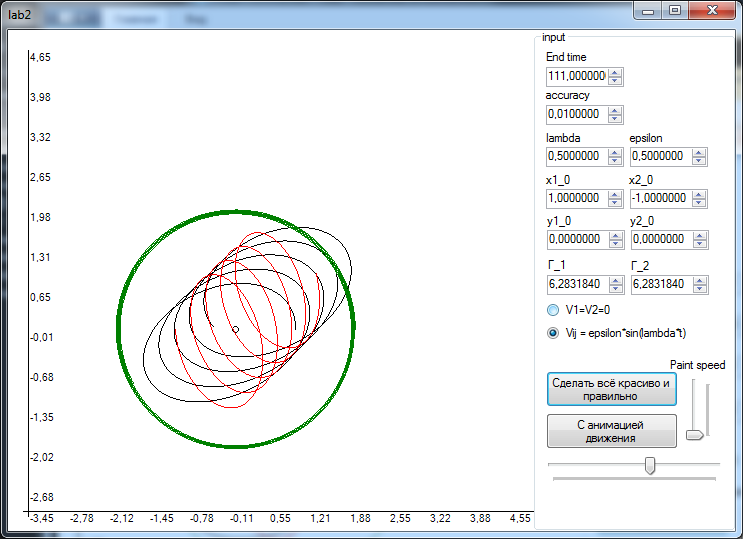 lab2
input
4,65
3,98
3,32
2,65
1,98
1,31
0,65
-0,01
-0,68
-1,35
-2,02
-2,68
-3,45 -2,78 -2,12 -1,45 -0,78 -0,11 0,55 1,21 1,88 2,55 3,22 3,88 4,55
End time
111,000000
accuracy
0,0100000
lambda epsilon
0,5000000 0,5000000
x1_0 x2_0
1,0000000 -1,0000000
y1_0 y2_0
0,0000000 0,0000000
Г_1 Г_2
6,2831840 6,2831840
V1=V2=0
Vij = epsilon*sin(lambda*t)
Paint speed
Сделать всё красиво и
правильно
С анимацией
движения